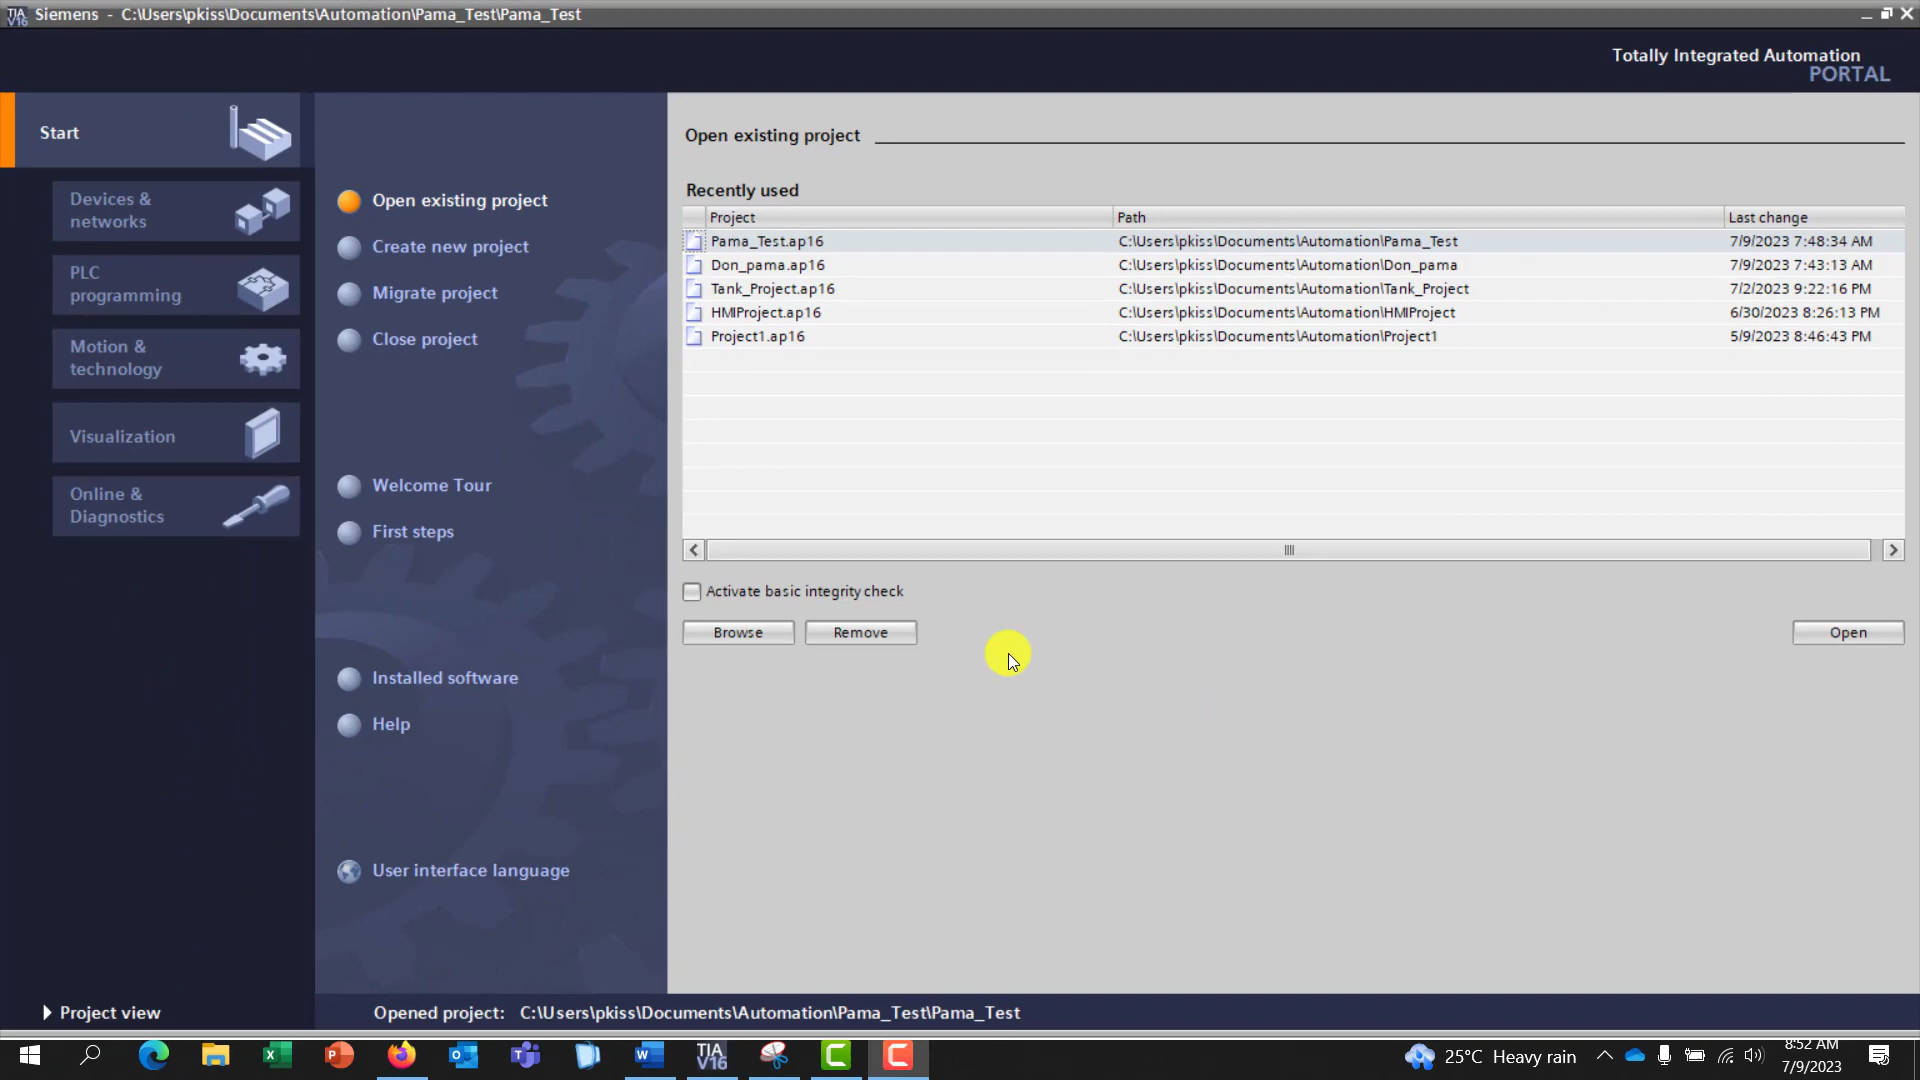 Siemens - C:\Users\pkiss\Documents\Automation\Pama_Test\Pama_Test
Totally Integrated Automation
PORTAL
Start
Devices &
networks
PLC
programming
Motion &
technology
Visualization
Online &
Diagnostics
Project view
Open existing project
Create new project
Migrate project
Close project
Welcome Tour
First steps
Installed software
Help
User interface language
Open existing project
Recently used
Project Path Last change
Pama_Test.ap16 C:\Users\pkiss\Documents\Automation\Pama_Test 7/9/2023 7:48:34 AM
Don_pama.ap16 C:\Users\pkiss\Documents\Automation\Don_pama 7/9/2023 7:43:13 AM
Tank_Project.ap16 C:\Users\pkiss\Documents\Automation\Tank_Project 7/2/2023 9:22:16 PM
HMIProject.ap16 C:\Users\pkiss\Documents\Automation\HMIProject 6/30/2023 8:26:13 PM
Project1.ap16 C:\Users\pkiss\Documents\Automation\Project1 5/9/2023 8:46:43 PM
Activate basic integrity check
Browse Remove Open
Opened project: C:\Users\pkiss\Documents\Automation\Pama_Test\Pama_Test
TIA
V16
25°C Heavy rain
8:52 AM
7/9/2023